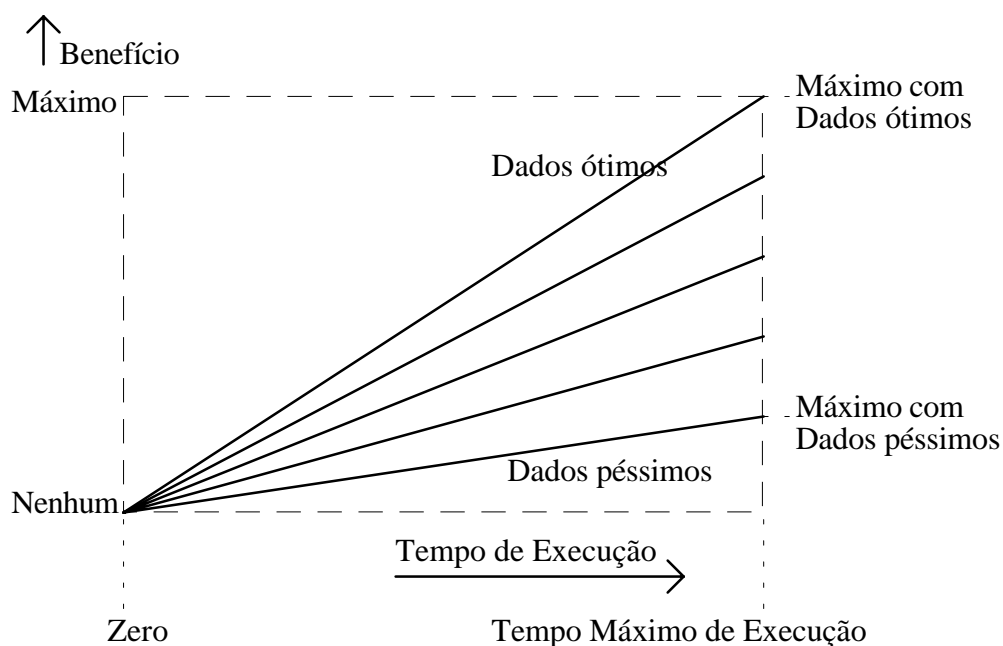 Benefício
Máximo
Máximo com
Dados ótimos
Dados ótimos
Máximo com
Dados péssimos
Dados péssimos
Nenhum
Tempo de Execução
Zero
Tempo Máximo de Execução